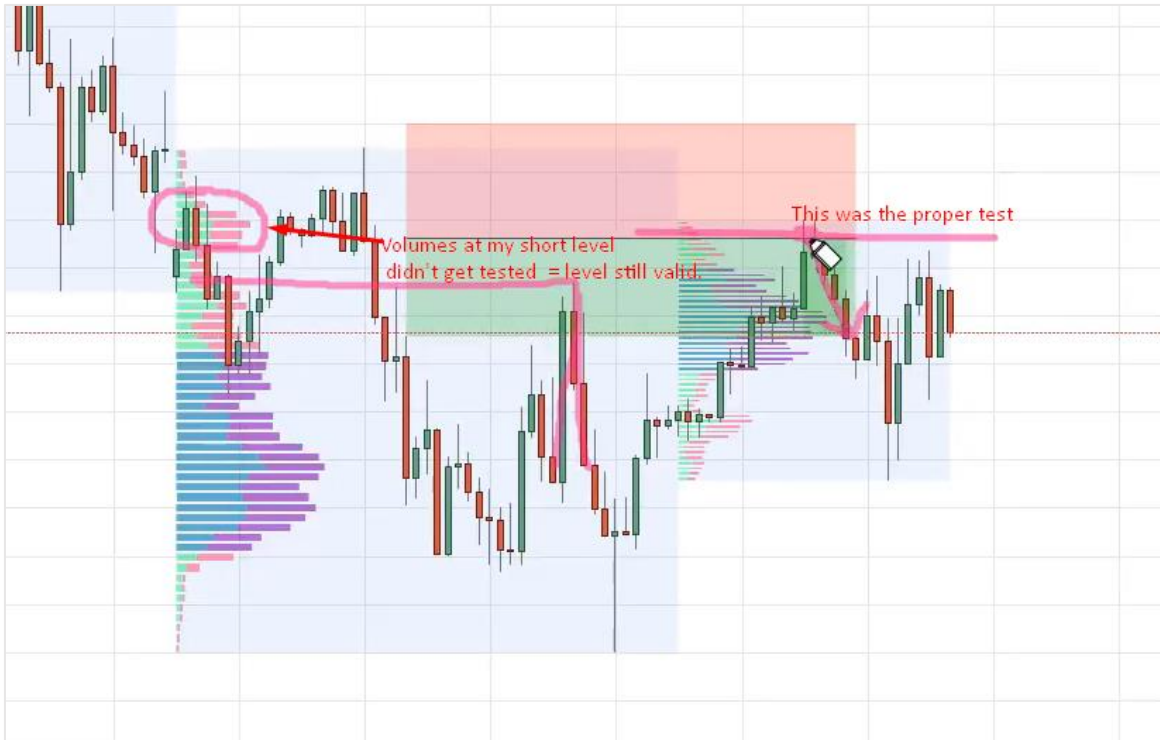 This was the proper test
Volumes at my short level
didn't get tested = level still valid.